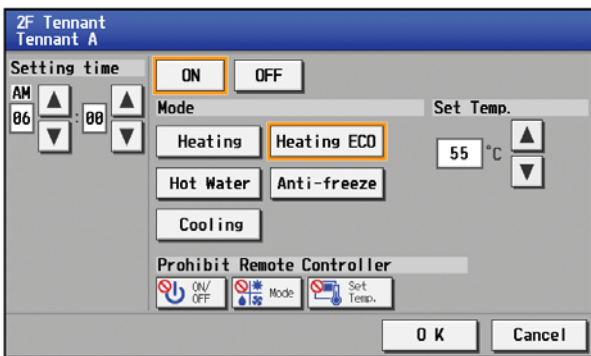 2F Tennant
Tennant A
Setting time
AM
06 : 00
ON OFF
Mode
Heating Heating ECO
Hot Water Anti-freeze
Cooling
Set Temp.
55 °C
Prohibit Remote Controller
ON/
OFF
Mode
Set
Temp.
O K Cancel